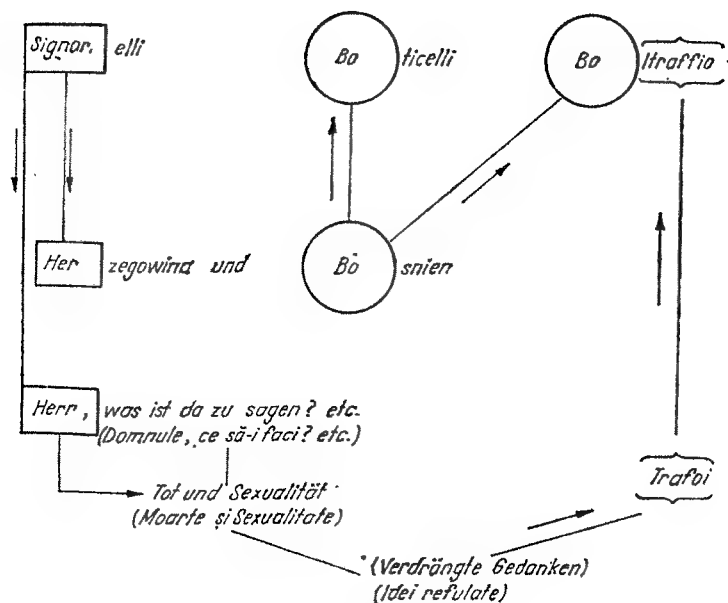 Signor. elli Bo ticelli Bo ltraffio
Her zegowina und Bo snien
Herr, was ist da zu sagen? etc.
(Domnule, ce să-i faci? etc.)
Tot und Sexualität
(Moarte și Sexualitate)
Trafoi
(Verdrängte Gedanken)
(Idei refulate)